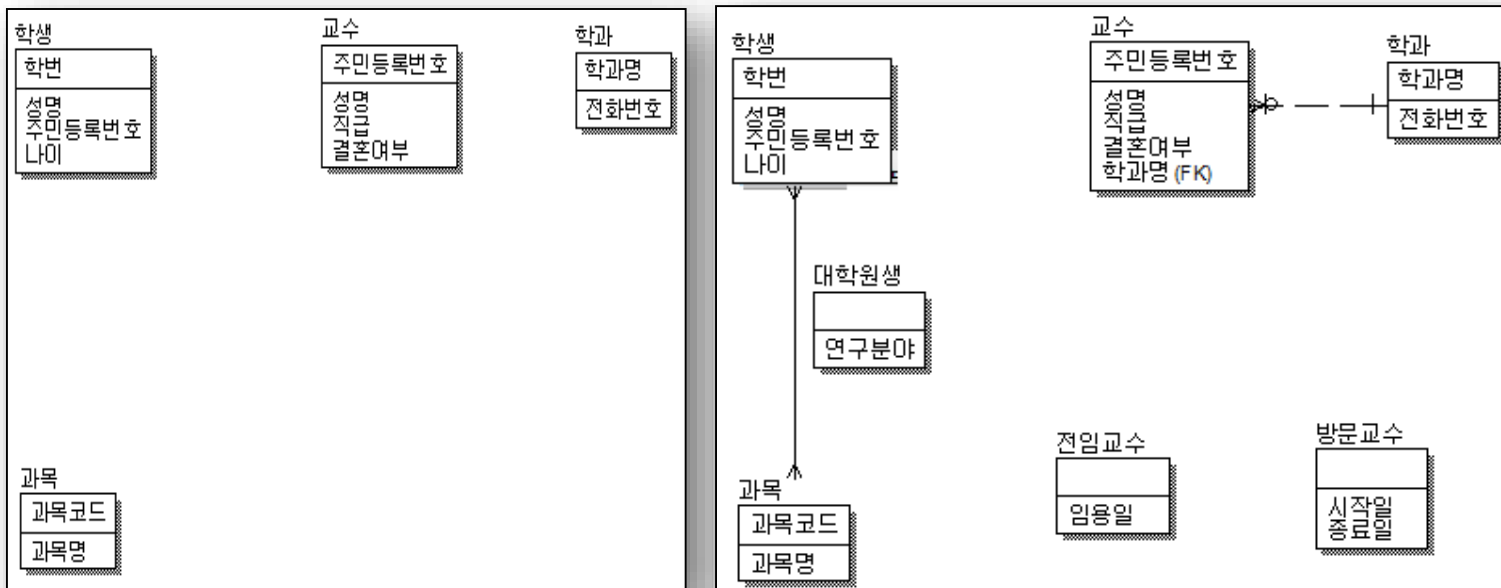 학생
학번
성명
주민등록번호
나이
교수
주민등록번호
성명
직급
결혼여부
학과
학과명
전화번호
과목
과목코드
과목명
학생
학번
성명
주민등록번호
나이
교수
주민등록번호
성명
직급
결혼여부
학과명 (FK)
학과
학과명
전화번호
대학원생
연구분야
전임교수
임용일
방문교수
시작일
종료일
과목
과목코드
과목명